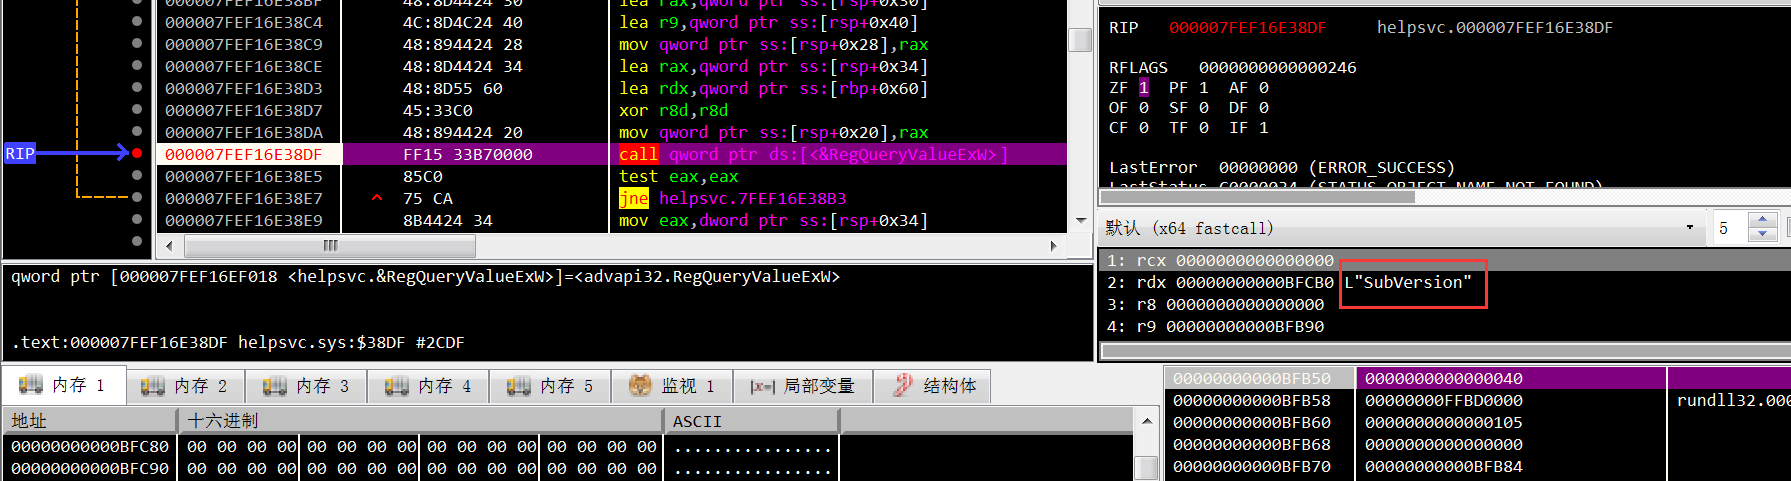 000007FEF16E38BF 48:8D4424 30 lea rax,qword ptr ss:[rsp+0x30]
000007FEF16E38C4 4C:8D4C24 40 lea r9,qword ptr ss:[rsp+0x40]
000007FEF16E38C9 48:894424 28 mov qword ptr ss:[rsp+0x28],rax
000007FEF16E38CE 48:8D4424 34 lea rax,qword ptr ss:[rsp+0x34]
000007FEF16E38D3 48:8D55 60 lea rdx,qword ptr ss:[rbp+0x60]
000007FEF16E38D7 45:33C0 xor r8d,r8d
000007FEF16E38DA 48:894424 20 mov qword ptr ss:[rsp+0x20],rax
RIP 000007FEF16E38DF FF15 33B70000 call qword ptr ds:[<&RegQueryValueExW>]
000007FEF16E38E5 85C0 test eax,eax
000007FEF16E38E7 ^ 75 CA jne helpsvc.7FEF16E38B3
000007FEF16E38E9 8B4424 34 mov eax,dword ptr ss:[rsp+0x34]
qword ptr [000007FEF16EF018 <helpsvc.&RegQueryValueExW>]=<advapi32.RegQueryValueExW>
.text:000007FEF16E38DF helpsvc.sys:$38DF #2CDF
RIP 000007FEF16E38DF helpsvc.000007FEF16E38DF
RFLAGS 0000000000000246
ZF 1 PF 1 AF 0
OF 0 SF 0 DF 0
CF 0 TF 0 IF 1
LastError 00000000 (ERROR_SUCCESS)
LastStatus C0000034 (STATUS_OBJECT_NAME_NOT_FOUND)
默认 (x64 fastcall) 5
1: rcx 0000000000000000
2: rdx 00000000000BFCB0 L"SubVersion"
3: r8 0000000000000000
4: r9 00000000000BFB90
内存 1 内存 2 内存 3 内存 4 内存 5 监视 1 局部变量 结构体
地址 十六进制 ASCII
00000000000BFC80 00 00 00 00 00 00 00 00 00 00 00 00 00 00 00 00 ................
00000000000BFC90 00 00 00 00 00 00 00 00 00 00 00 00 00 00 00 00 ................
00000000000BFB50 0000000000000040
00000000000BFB58 00000000FFBD0000 rundll32.000
00000000000BFB60 0000000000000105
00000000000BFB68 0000000000000000
00000000000BFB70 00000000000BFB84